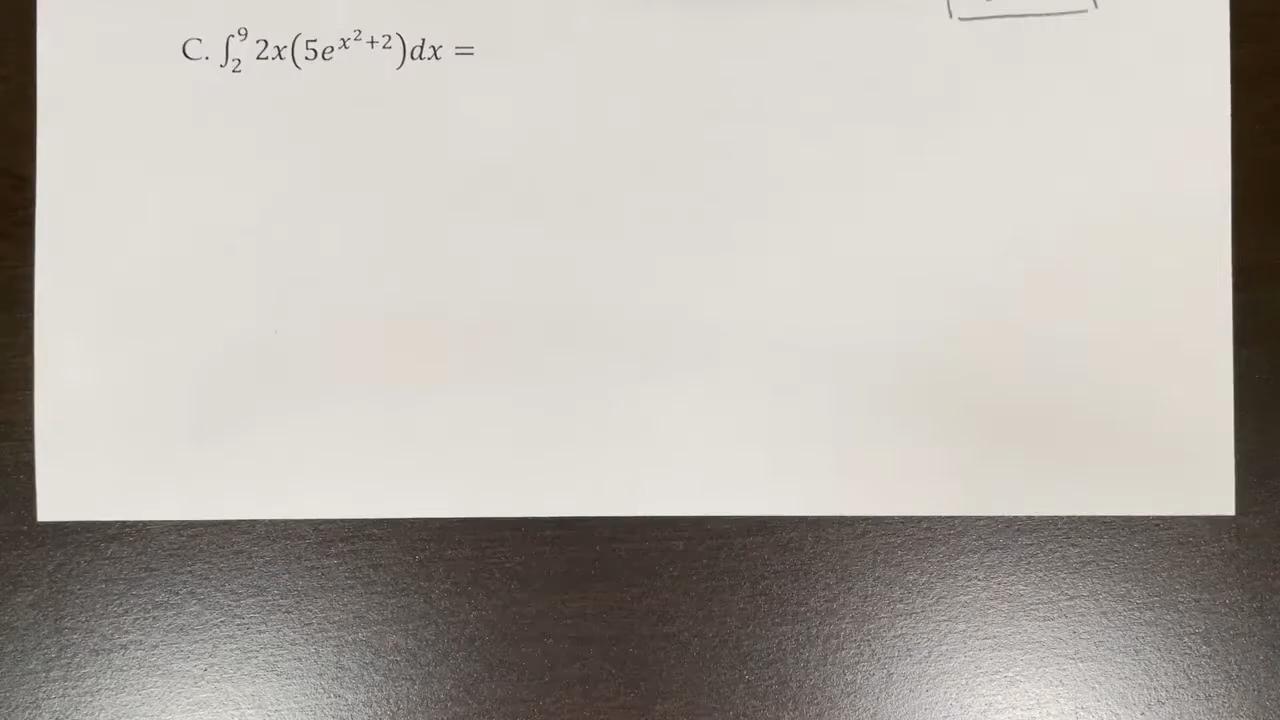 C. ∫₂⁹ 2x(5e^{x²+2})dx =